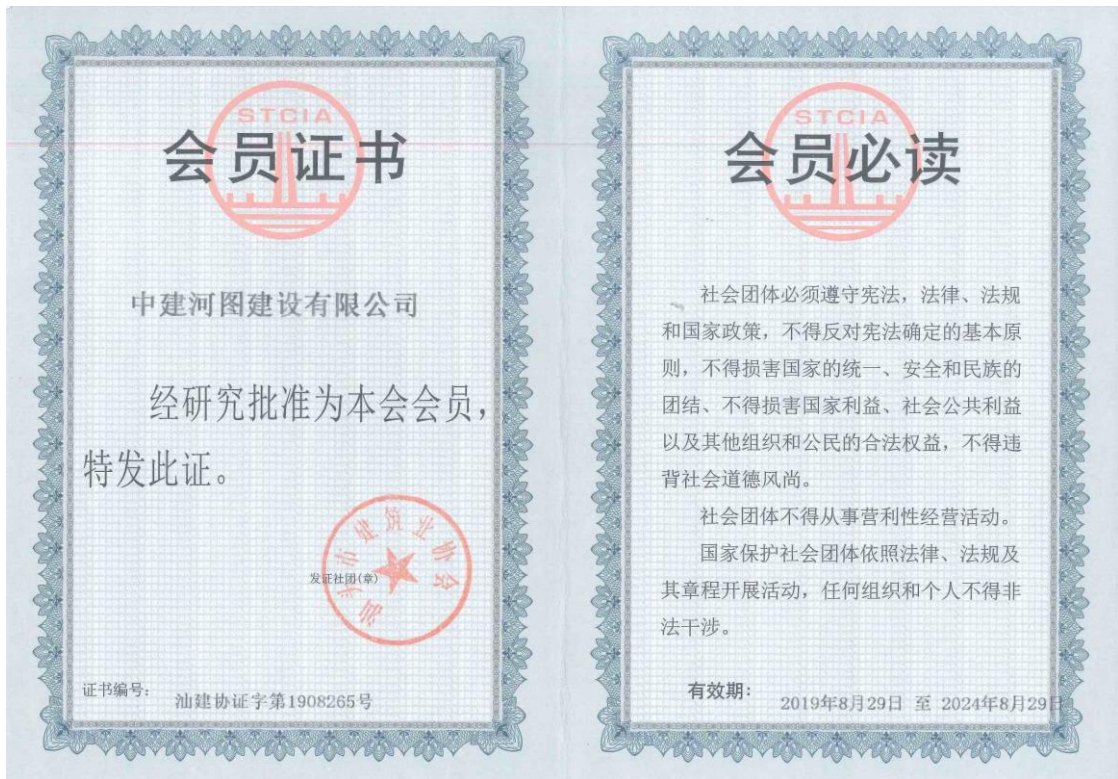 STCIA
会员证书
中建河图建设有限公司
经研究批准为本会会员，
特发此证。
汕头市建筑业协会
发证社团(章)
证书编号：
汕建协证字第1908265号
STCIA
会员必读
社会团体必须遵守宪法，法律、法规
和国家政策，不得反对宪法确定的基本原
则，不得损害国家的统一、安全和民族的
团结、不得损害国家利益、社会公共利益
以及其他组织和公民的合法权益，不得违
背社会道德风尚。
社会团体不得从事营利性经营活动。
国家保护社会团体依照法律、法规及
其章程开展活动，任何组织和个人不得非
法干涉。
有效期：
2019年8月29日 至 2024年8月29日